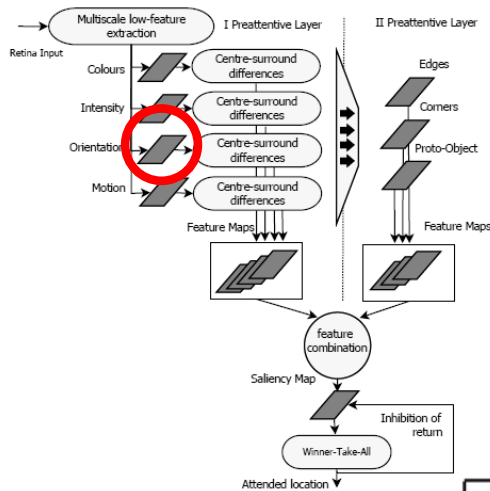 Multiscale low-feature
extraction
I Preattentive Layer
II Preattentive Layer
Retina Input
Colours
Centre-surround
differences
Intensity
Centre-surround
differences
Orientation
Centre-surround
differences
Motion
Centre-surround
differences
Edges
Corners
Proto-Object
Feature Maps
Feature Maps
feature
combination
Saliency Map
Inhibition of
return
Winner-Take-All
Attended location